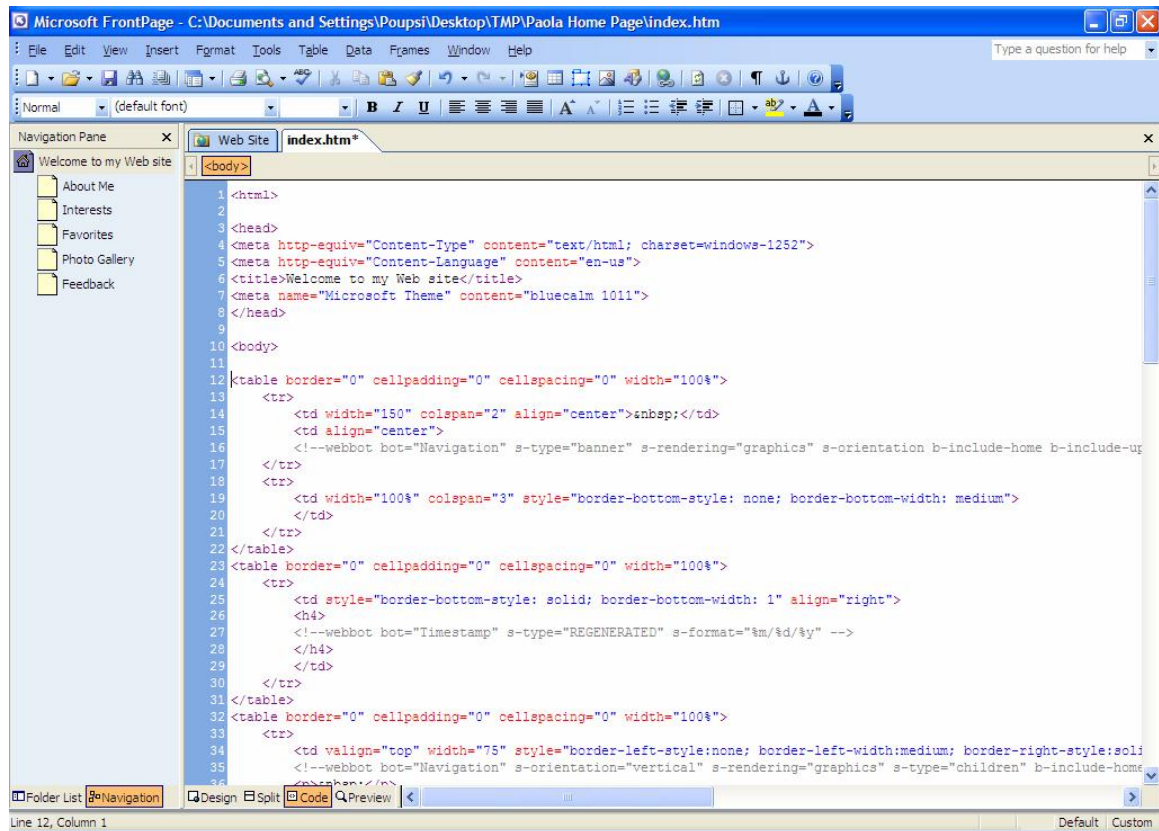 Microsoft FrontPage - C:\Documents and Settings\Poupsi\Desktop\TMP\Paola Home Page\index.htm
File Edit View Insert Format Tools Table Data Frames Window Help
Type a question for help
Normal (default font) B I U A A A
Navigation Pane
Welcome to my Web site
About Me
Interests
Favorites
Photo Gallery
Feedback
Web Site index.htm*
<body>
1 <html>
2
3 <head>
4 <meta http-equiv="Content-Type" content="text/html; charset=windows-1252">
5 <meta http-equiv="Content-Language" content="en-us">
6 <title>Welcome to my Web site</title>
7 <meta name="Microsoft Theme" content="bluecalm 1011">
8 </head>
9
10 <body>
11
12 <table border="0" cellpadding="0" cellspacing="0" width="100%">
13 <tr>
14 <td width="150" colspan="2" align="center">&nbsp;</td>
15 <td align="center">
16 <!--webbot bot="Navigation" s-type="banner" s-rendering="graphics" s-orientation b-include-home b-include-up
17 </tr>
18 <tr>
19 <td width="100%" colspan="3" style="border-bottom-style: none; border-bottom-width: medium">
20 </td>
21 </tr>
22 </table>
23 <table border="0" cellpadding="0" cellspacing="0" width="100%">
24 <tr>
25 <td style="border-bottom-style: solid; border-bottom-width: 1" align="right">
26 <h4>
27 <!--webbot bot="Timestamp" s-type="REGENERATED" s-format="%m/%d/%y" -->
28 </h4>
29 </td>
30 </tr>
31 </table>
32 <table border="0" cellpadding="0" cellspacing="0" width="100%">
33 <tr>
34 <td valign="top" width="75" style="border-left-style:none; border-left-width:medium; border-right-style:soli
35 <!--webbot bot="Navigation" s-orientation="vertical" s-rendering="graphics" s-type="children" b-include-home
36 <p>&nbsp;</p>
Folder List Navigation
Design Split Code Preview
Line 12, Column 1
Default Custom